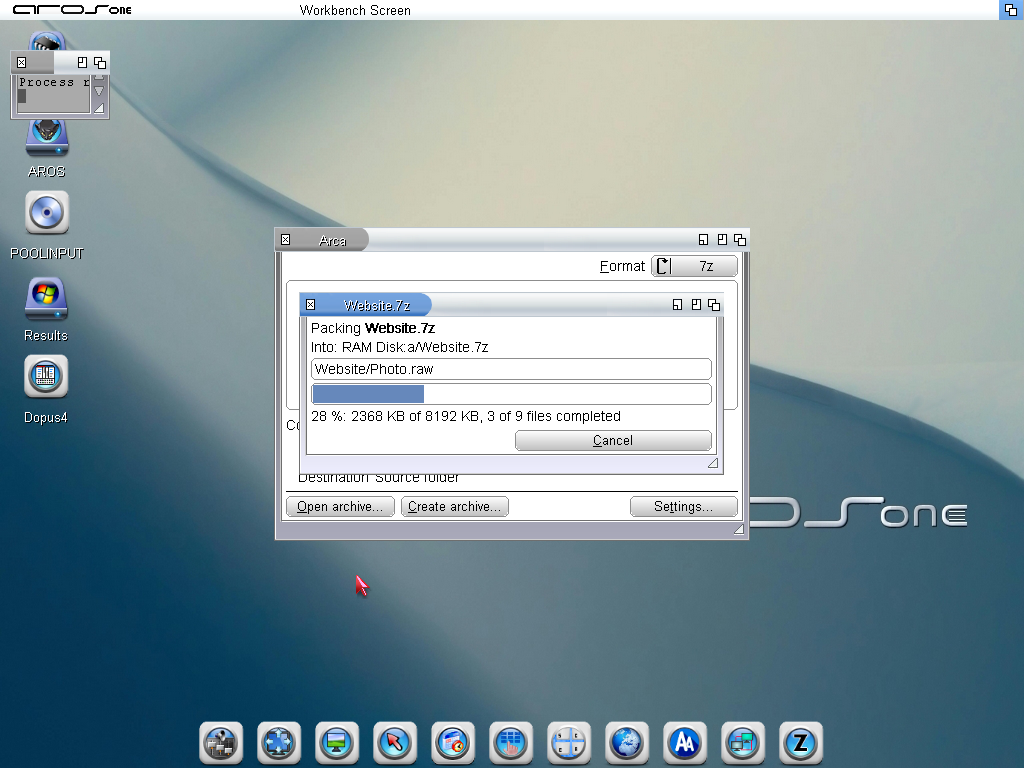 AROS ONE
Workbench Screen
Process r
AROS
POOLINPUT
Results
Dopus4
Arca
Format
7z
Website.7z
Packing Website.7z
Into: RAM Disk:a/Website.7z
Website/Photo.raw
28 %: 2368 KB of 8192 KB, 3 of 9 files completed
Cancel
Destination Source folder
Open archive...
Create archive...
Settings...
OS one
AA
Z